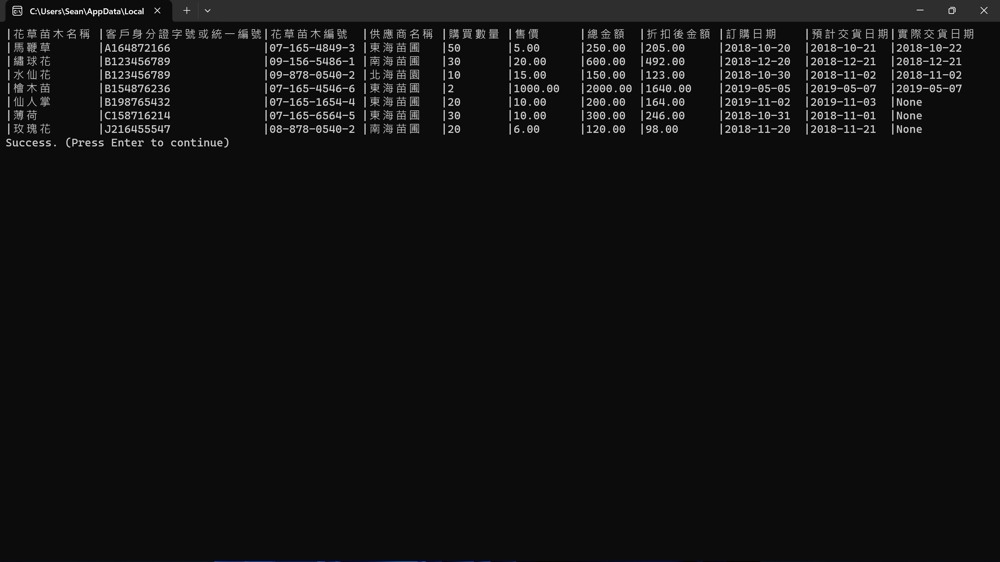 C:\Users\Sean\AppData\Local
|花草苗木名稱 |客戶身分證字號或統一編號|花草苗木編號 |供應商名稱 |購買數量 |售價 |總金額 |折扣後金額 |訂購日期 |預計交貨日期|實際交貨日期
|馬鞭草 |A164872166 |07-165-4849-3 |東海苗圃 |50 |5.00 |250.00 |205.00 |2018-10-20 |2018-10-21 |2018-10-22
|繡球花 |B123456789 |09-156-5486-1 |南海苗圃 |30 |20.00 |600.00 |492.00 |2018-12-20 |2018-12-21 |2018-12-21
|水仙花 |B123456789 |09-878-0540-2 |北海苗園 |10 |15.00 |150.00 |123.00 |2018-10-30 |2018-11-02 |2018-11-02
|檜木苗 |B154876236 |07-165-4546-6 |東海苗圃 |2 |1000.00 |2000.00 |1640.00 |2019-05-05 |2019-05-07 |2019-05-07
|仙人掌 |B198765432 |07-165-1654-4 |東海苗圃 |20 |10.00 |200.00 |164.00 |2019-11-02 |2019-11-03 |None
|薄荷 |C158716214 |07-165-6564-5 |東海苗圃 |30 |10.00 |300.00 |246.00 |2018-10-31 |2018-11-01 |None
|玫瑰花 |J216455547 |08-878-0540-2 |南海苗圃 |20 |6.00 |120.00 |98.00 |2018-11-20 |2018-11-21 |None
Success. (Press Enter to continue)